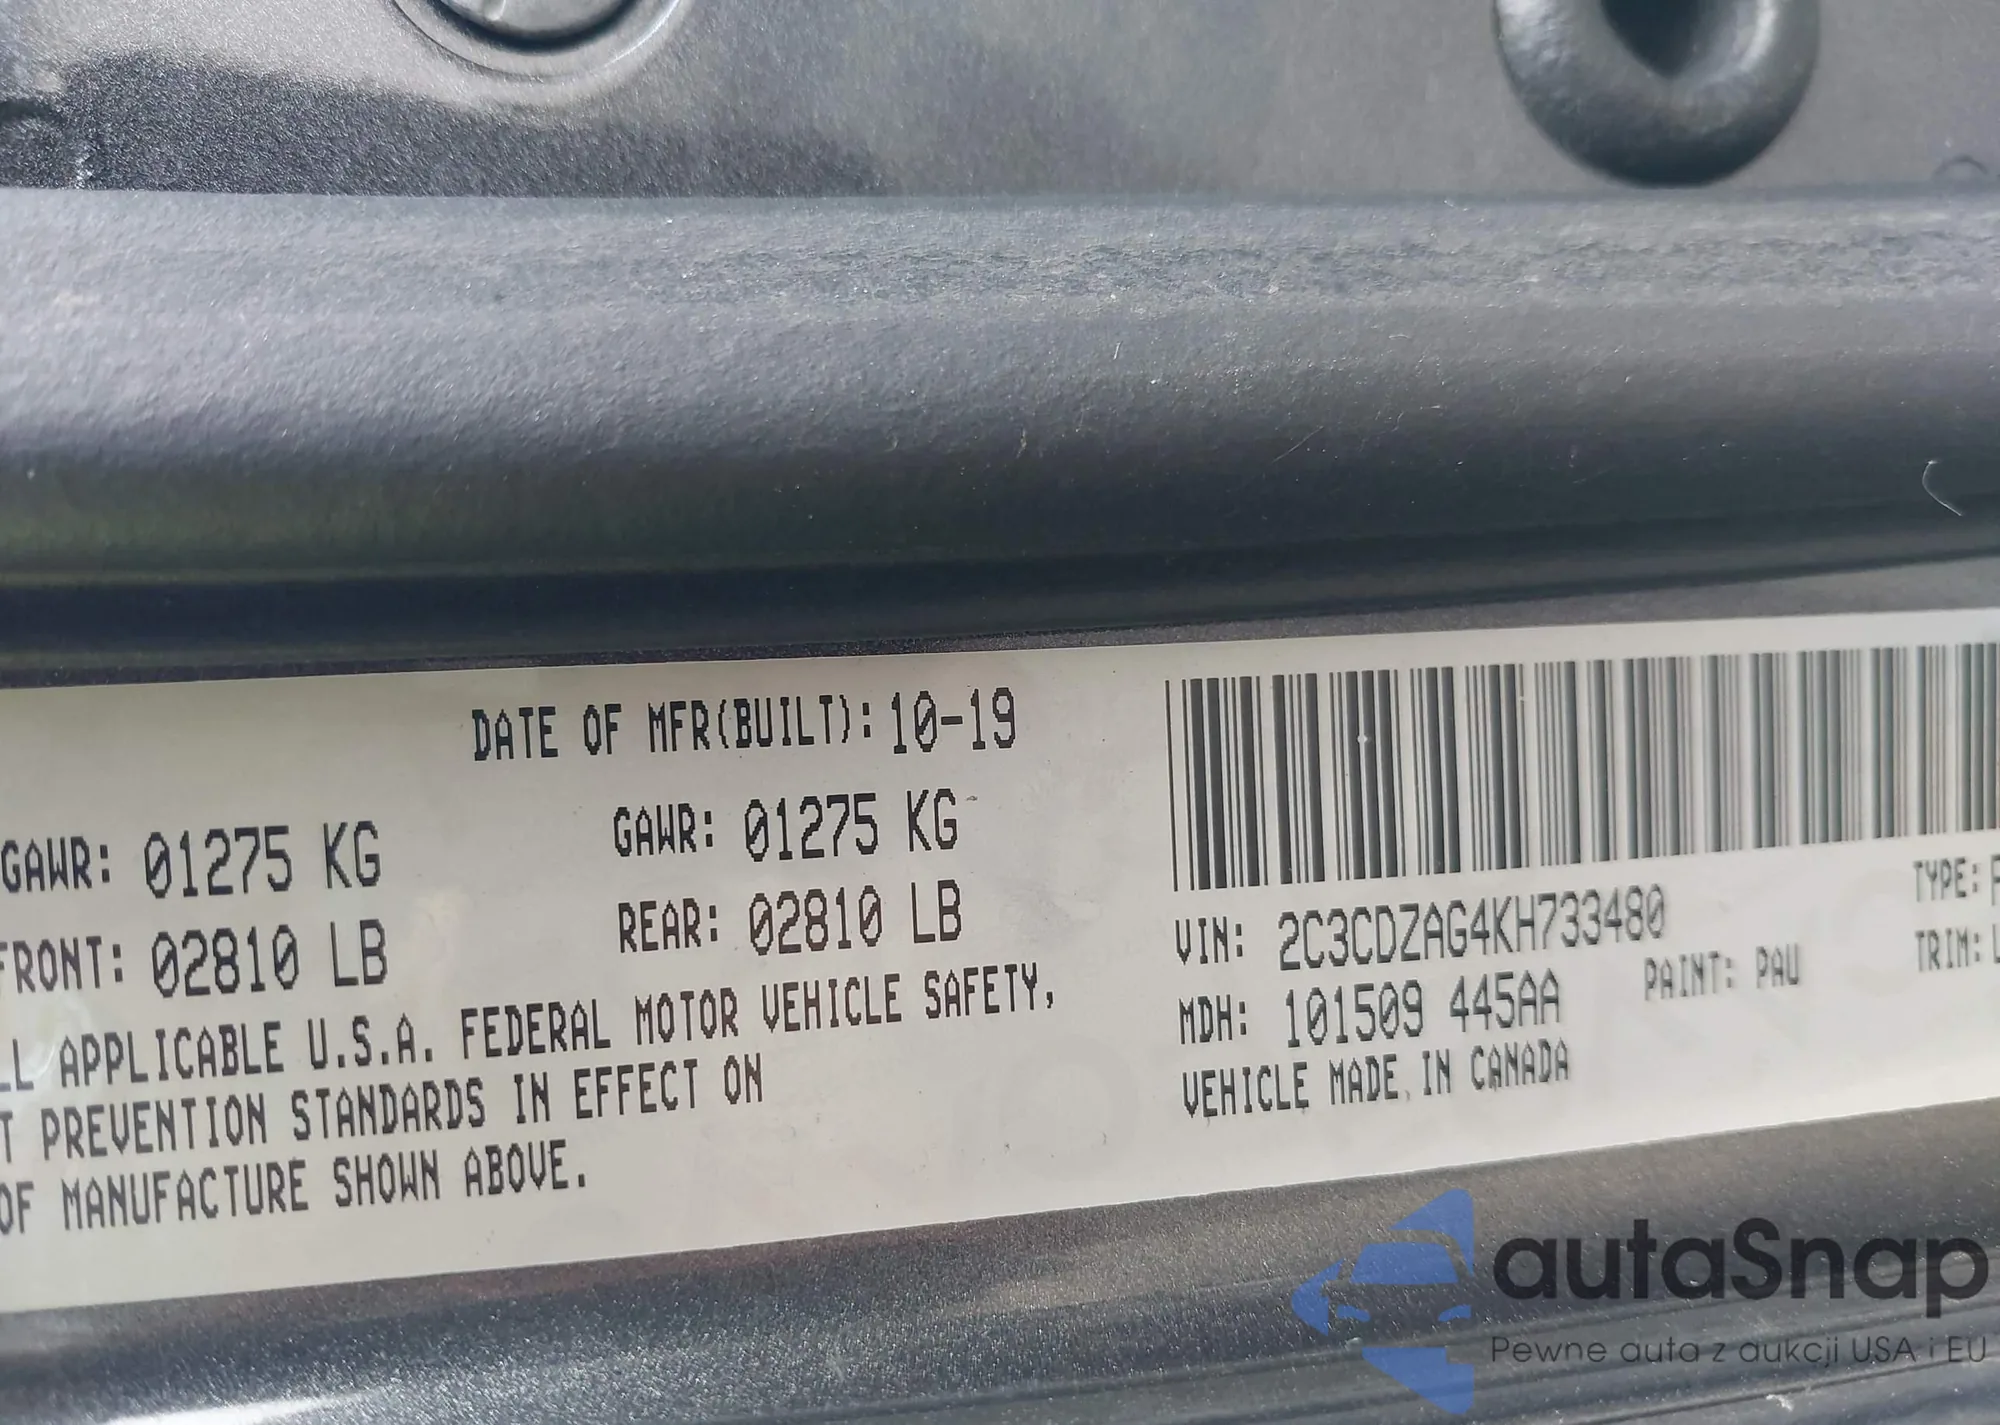 DATE OF MFR(BUILT): 10-19
GAWR: 01275 KG
GAWR: 01275 KG
FRONT: 02810 LB
REAR: 02810 LB
APPLICABLE U.S.A. FEDERAL MOTOR VEHICLE SAFETY,
PREVENTION STANDARDS IN EFFECT ON
OF MANUFACTURE SHOWN ABOVE.
VIN: 2C3CDZAG4KH733480
TYPE:
MDH: 101509 445AA
PAINT: PAU
TRIM:
VEHICLE MADE IN CANADA
autaSnap
Pewne auta z aukcji USA i EU